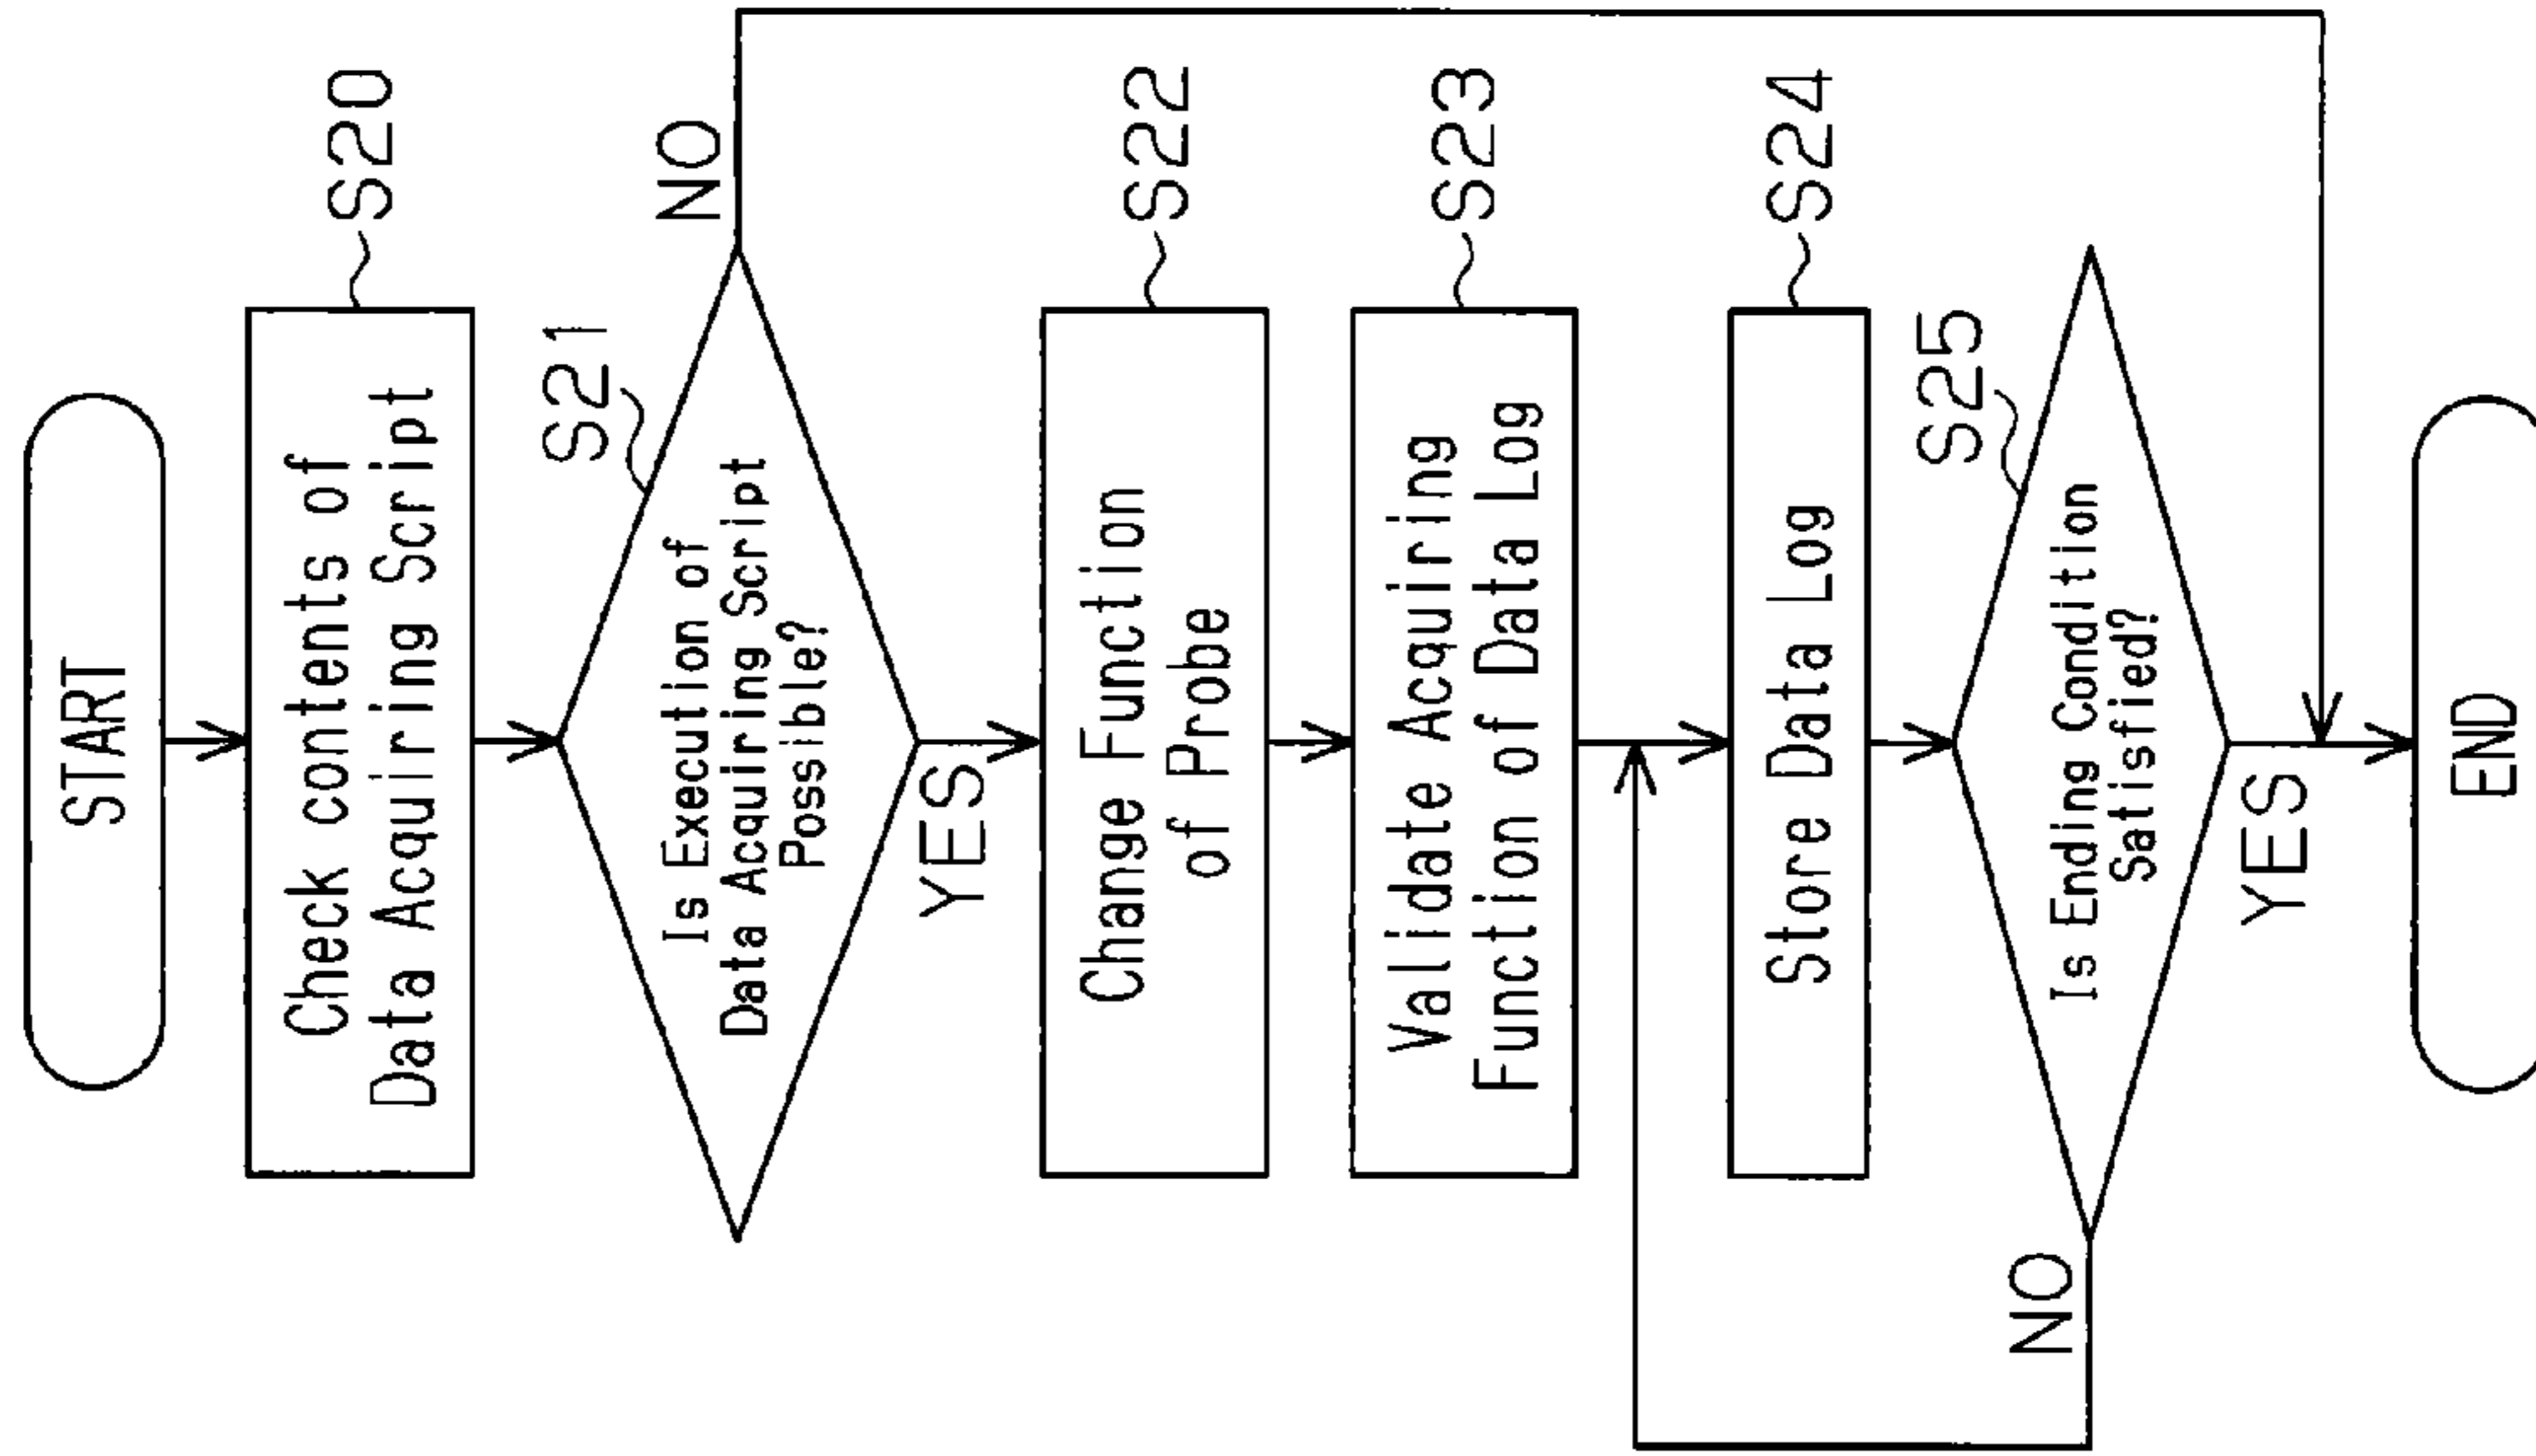 START
Check contents of
Data Acquiring Script
S20
S21
Is Execution of
Data Acquiring Script
Possible?
NO
YES
Change Function
of Probe
S22
Validate Acquiring
Function of Data Log
S23
Store Data Log
S24
S25
Is Ending Condition
Satisfied?
NO
YES
END